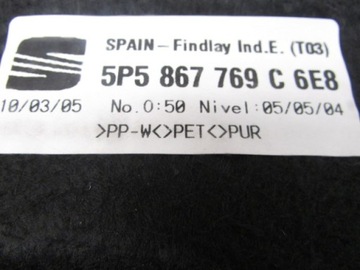 SPAIN - Findlay Ind.E. (T03)
5P5 867 769 C 6E8
10/03/05 No.O:50 Nivel:05/05/04
>PP-W<>PET<>PUR